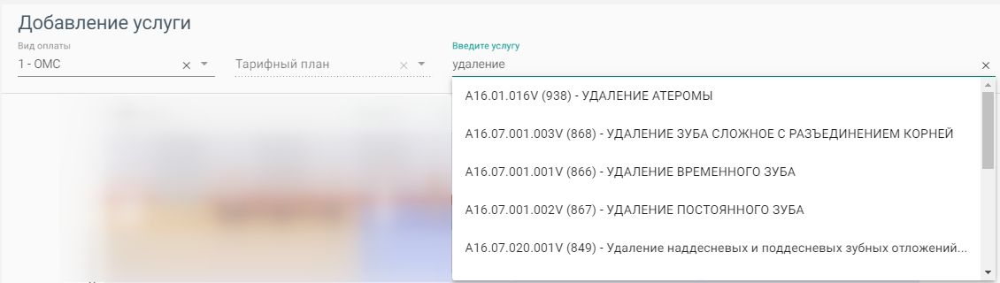 Добавление услуги
Вид оплаты
1 - ОМС
Тарифный план
Введите услугу
удаление
A16.01.016V (938) - УДАЛЕНИЕ АТЕРОМЫ
A16.07.001.003V (868) - УДАЛЕНИЕ ЗУБА СЛОЖНОЕ С РАЗЪЕДИНЕНИЕМ КОРНЕЙ
A16.07.001.001V (866) - УДАЛЕНИЕ ВРЕМЕННОГО ЗУБА
A16.07.001.002V (867) - УДАЛЕНИЕ ПОСТОЯННОГО ЗУБА
A16.07.020.001V (849) - Удаление наддесневых и поддесневых зубных отложений...